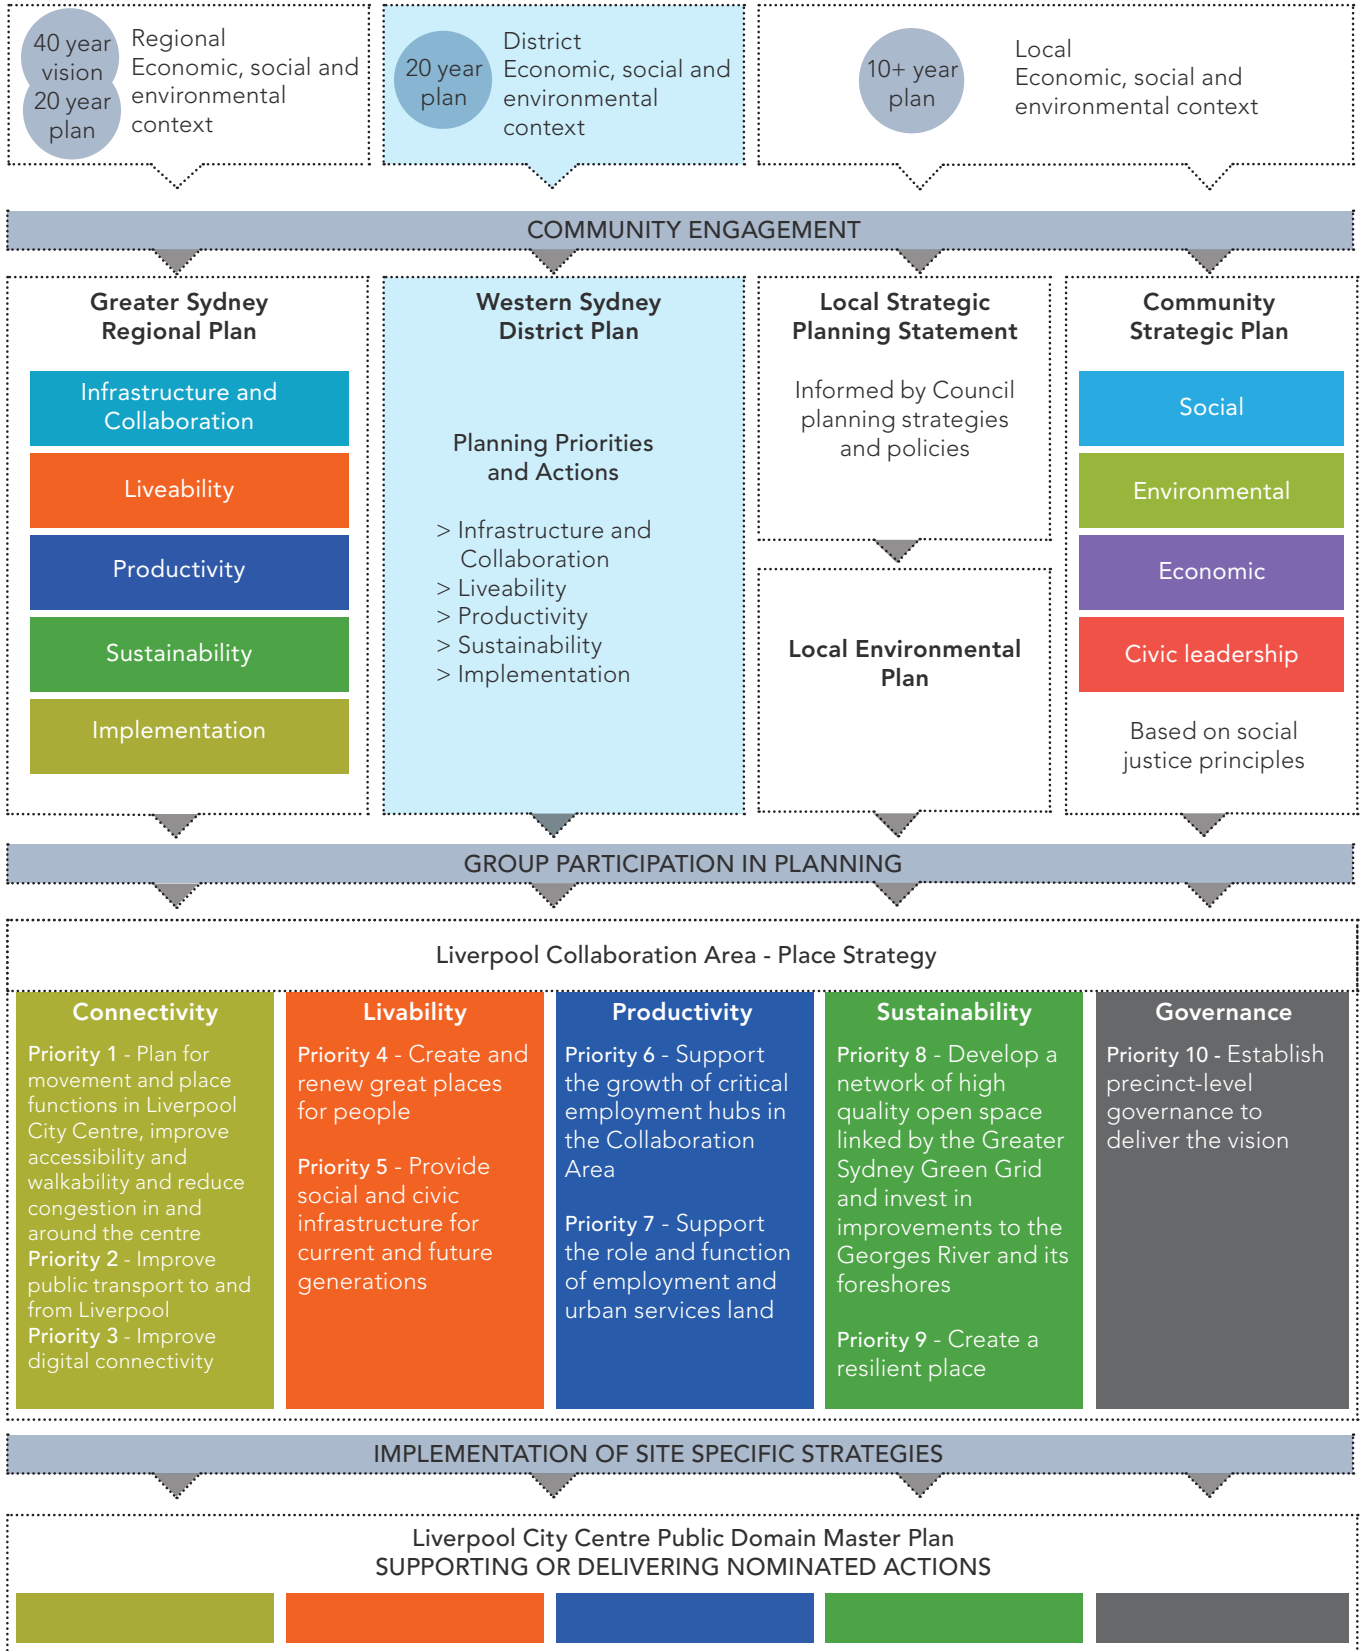 40 year
vision
20 year
plan
Regional
Economic, social and
environmental
context
20 year
plan
District
Economic, social and
environmental
context
10+ year
plan
Local
Economic, social and
environmental context
COMMUNITY ENGAGEMENT
Greater Sydney
Regional Plan
Infrastructure and
Collaboration
Liveability
Productivity
Sustainability
Implementation
Western Sydney
District Plan
Planning Priorities
and Actions
> Infrastructure and
Collaboration
> Liveability
> Productivity
> Sustainability
> Implementation
Local Strategic
Planning Statement
Informed by Council
planning strategies
and policies
Local Environmental
Plan
Community
Strategic Plan
Social
Environmental
Economic
Civic leadership
Based on social
justice principles
GROUP PARTICIPATION IN PLANNING
Liverpool Collaboration Area - Place Strategy
Connectivity
Priority 1 - Plan for
movement and place
functions in Liverpool
City Centre, improve
accessibility and
walkability and reduce
congestion in and
around the centre
Priority 2 - Improve
public transport to and
from Liverpool
Priority 3 - Improve
digital connectivity
Livability
Priority 4 - Create and
renew great places
for people
Priority 5 - Provide
social and civic
infrastructure for
current and future
generations
Productivity
Priority 6 - Support
the growth of critical
employment hubs in
the Collaboration
Area
Priority 7 - Support
the role and function
of employment and
urban services land
Sustainability
Priority 8 - Develop a
network of high
quality open space
linked by the Greater
Sydney Green Grid
and invest in
improvements to the
Georges River and its
foreshores
Priority 9 - Create a
resilient place
Governance
Priority 10 - Establish
precinct-level
governance to
deliver the vision
IMPLEMENTATION OF SITE SPECIFIC STRATEGIES
Liverpool City Centre Public Domain Master Plan
SUPPORTING OR DELIVERING NOMINATED ACTIONS